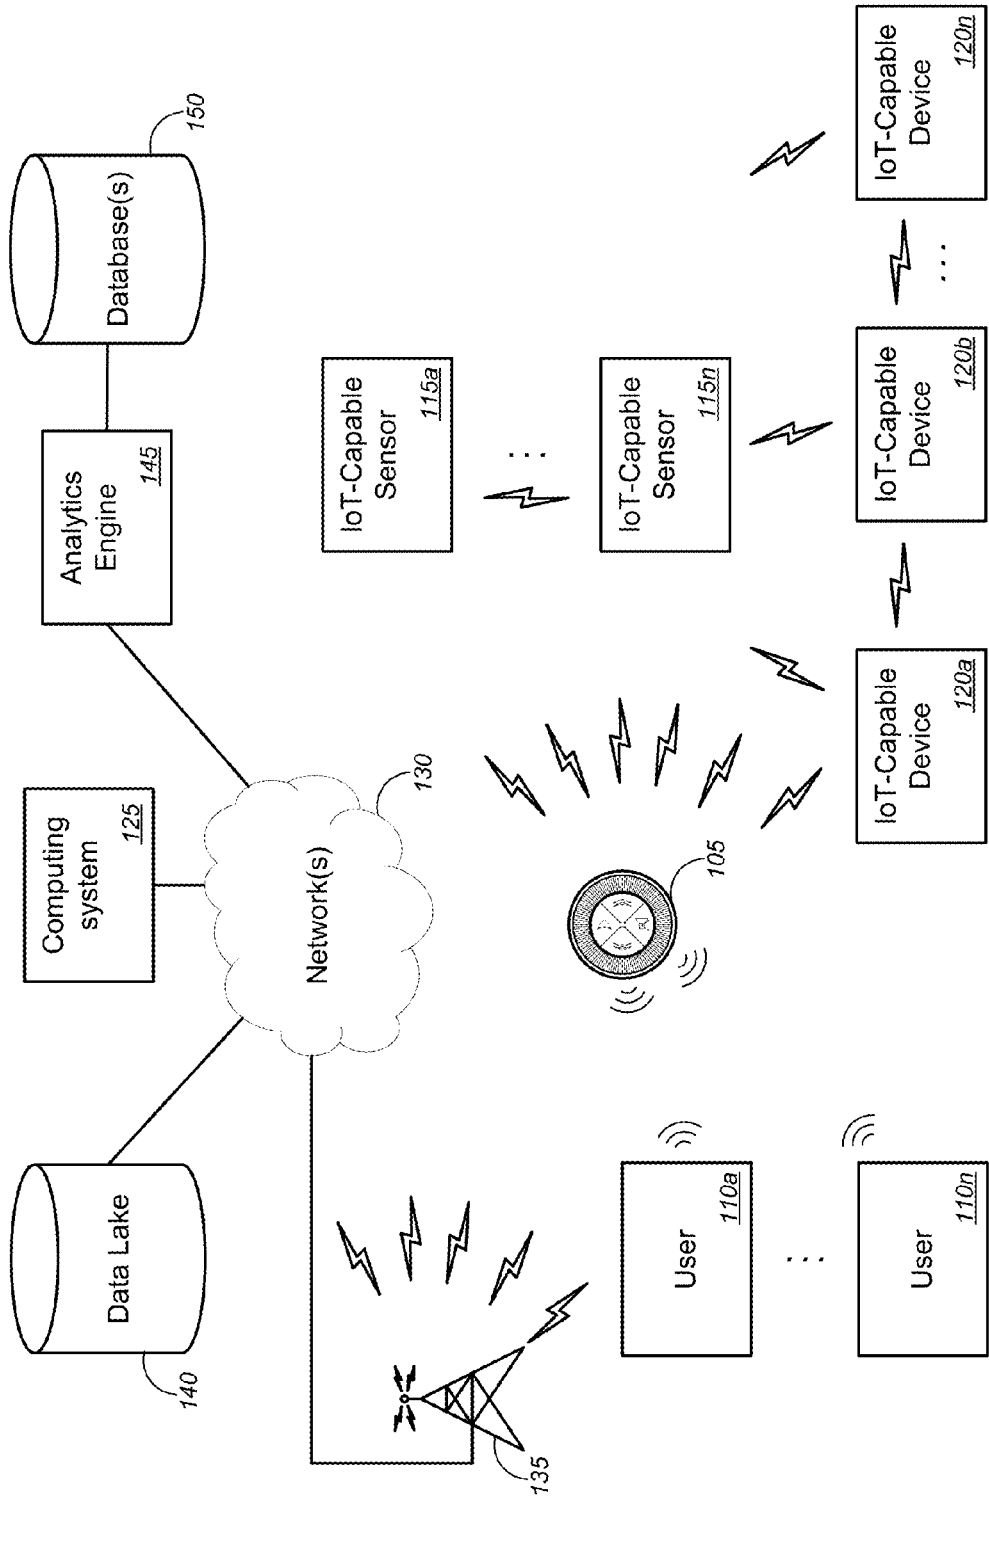 Data Lake
140
Computing
system
125
Analytics
Engine
145
Database(s)
150
Network(s)
130
135
IoT-Capable
Sensor
115a
...
IoT-Capable
Sensor
115n
105
User
110a
...
User
110n
IoT-Capable
Device
120a
IoT-Capable
Device
120b
...
IoT-Capable
Device
120n